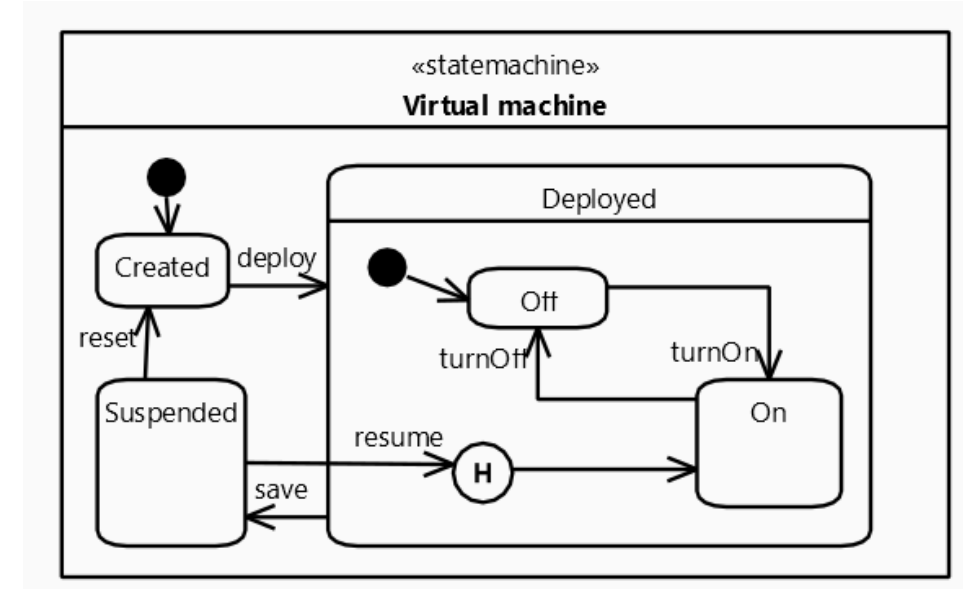 «statemachine»
Virtual machine
Deployed
Created
deploy
Off
reset
turnOff
turnOn
Suspended
On
resume
H
save